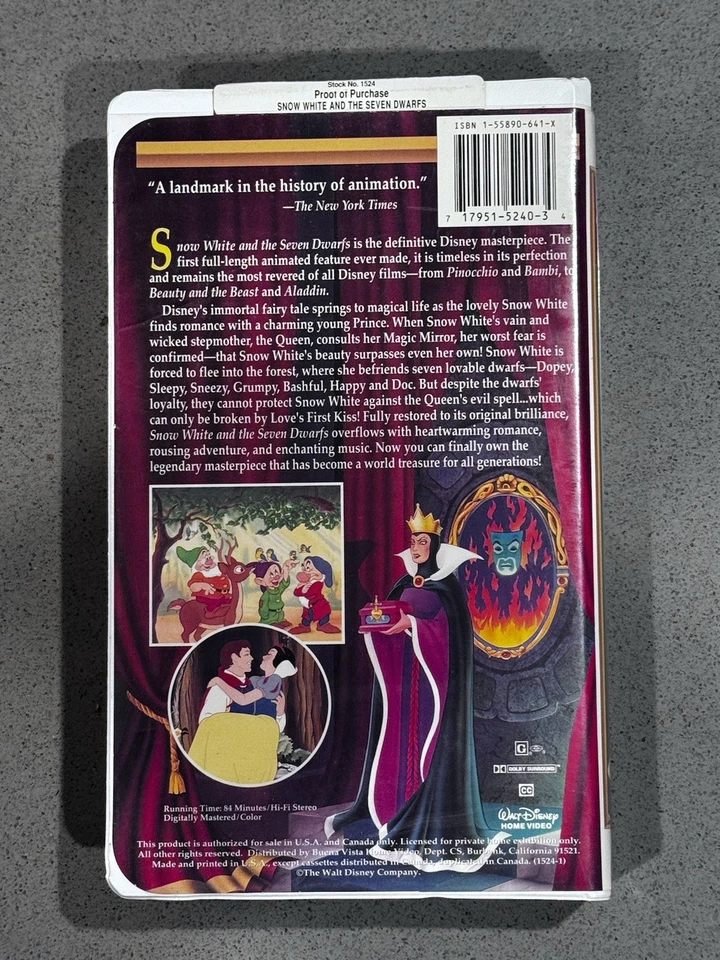 Stock No. 1524
Proof of Purchase
SNOW WHITE AND THE SEVEN DWARFS
ISBN 1-55890-641-X
7 17951-5240-3 4
“A landmark in the history of animation.”
—The New York Times
Snow White and the Seven Dwarfs is the definitive Disney masterpiece. The
first full-length animated feature ever made, it is timeless in its perfection
and remains the most revered of all Disney films—from Pinocchio and Bambi, to
Beauty and the Beast and Aladdin.
Disney's immortal fairy tale springs to magical life as the lovely Snow White
finds romance with a charming young Prince. When Snow White's vain and
wicked stepmother, the Queen, consults her Magic Mirror, her worst fear is
confirmed—that Snow White's beauty surpasses even her own! Snow White is
forced to flee into the forest, where she befriends seven lovable dwarfs—Dopey,
Sleepy, Sneezy, Grumpy, Bashful, Happy and Doc. But despite the dwarfs'
loyalty, they cannot protect Snow White against the Queen's evil spell...which
can only be broken by Love's First Kiss! Fully restored to its original brilliance,
Snow White and the Seven Dwarfs overflows with heartwarming romance,
rousing adventure, and enchanting music. Now you can finally own the
legendary masterpiece that has become a world treasure for all generations!
G
DOLBY SURROUND
CC
Walt Disney
HOME VIDEO
Running Time: 84 Minutes/Hi-Fi Stereo
Digitally Mastered/Color
This product is authorized for sale in U.S.A. and Canada only. Licensed for private home exhibition only.
All other rights reserved. Distributed by Buena Vista Home Video, Dept. CS, Burbank, California 91521.
Made and printed in U.S.A., except cassettes distributed in Canada, duplicated in Canada. (1524-1)
©The Walt Disney Company.